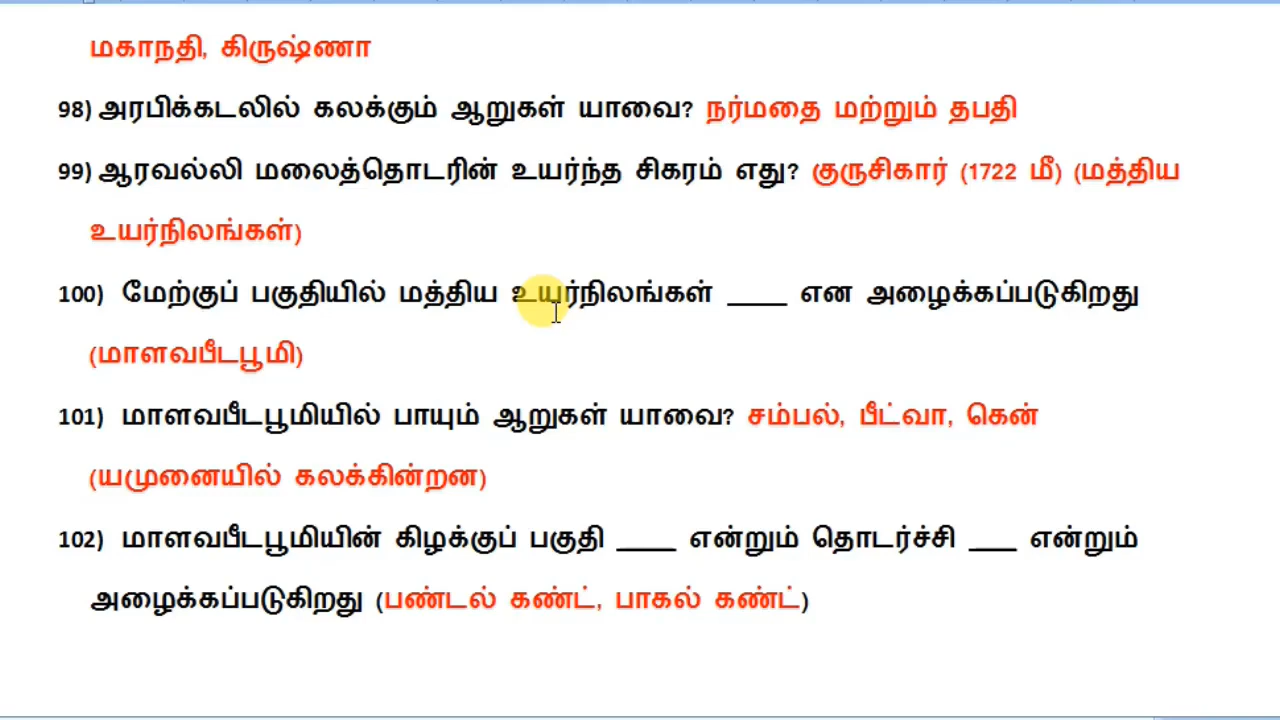 மகாநதி, கிருஷ்ணா
98) அரபிக்கடலில் கலக்கும் ஆறுகள் யாவை? நர்மதை மற்றும் தபதி
99) ஆரவல்லி மலைத்தொடரின் உயர்ந்த சிகரம் எது? குருசிகார் (1722 மீ) (மத்திய
உயர்நிலங்கள்)
100) மேற்குப் பகுதியில் மத்திய உயர்நிலங்கள் ____ என அழைக்கப்படுகிறது
(மாளவபீடபூமி)
101) மாளவபீடபூமியில் பாயும் ஆறுகள் யாவை? சம்பல், பீட்வா, கென்
(யமுனையில் கலக்கின்றன)
102) மாளவபீடபூமியின் கிழக்குப் பகுதி ____ என்றும் தொடர்ச்சி ___ என்றும்
அழைக்கப்படுகிறது (பண்டல் கண்ட், பாகல் கண்ட்)